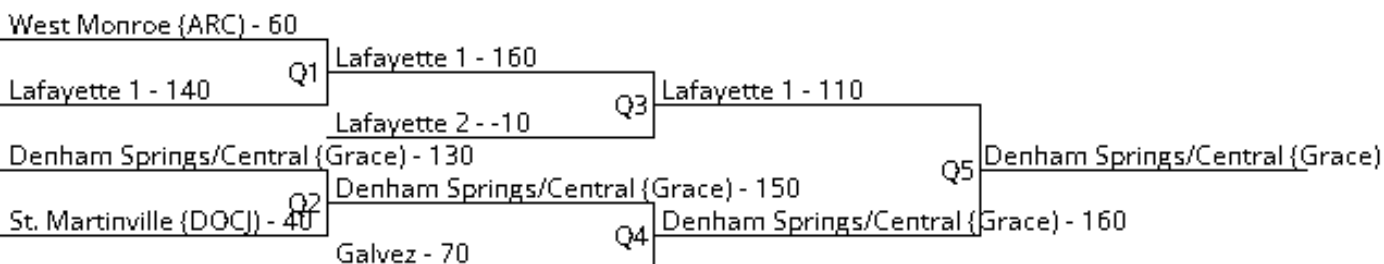 West Monroe (ARC) - 60
Lafayette 1 - 160
Q1
Lafayette 1 - 140
Lafayette 1 - 110
Q3
Lafayette 2 - -10
Denham Springs/Central (Grace) - 130
Denham Springs/Central (Grace)
Q5
Denham Springs/Central (Grace) - 150
Q2
St. Martinville (DOCJ) - 40
Denham Springs/Central (Grace) - 160
Q4
Galvez - 70